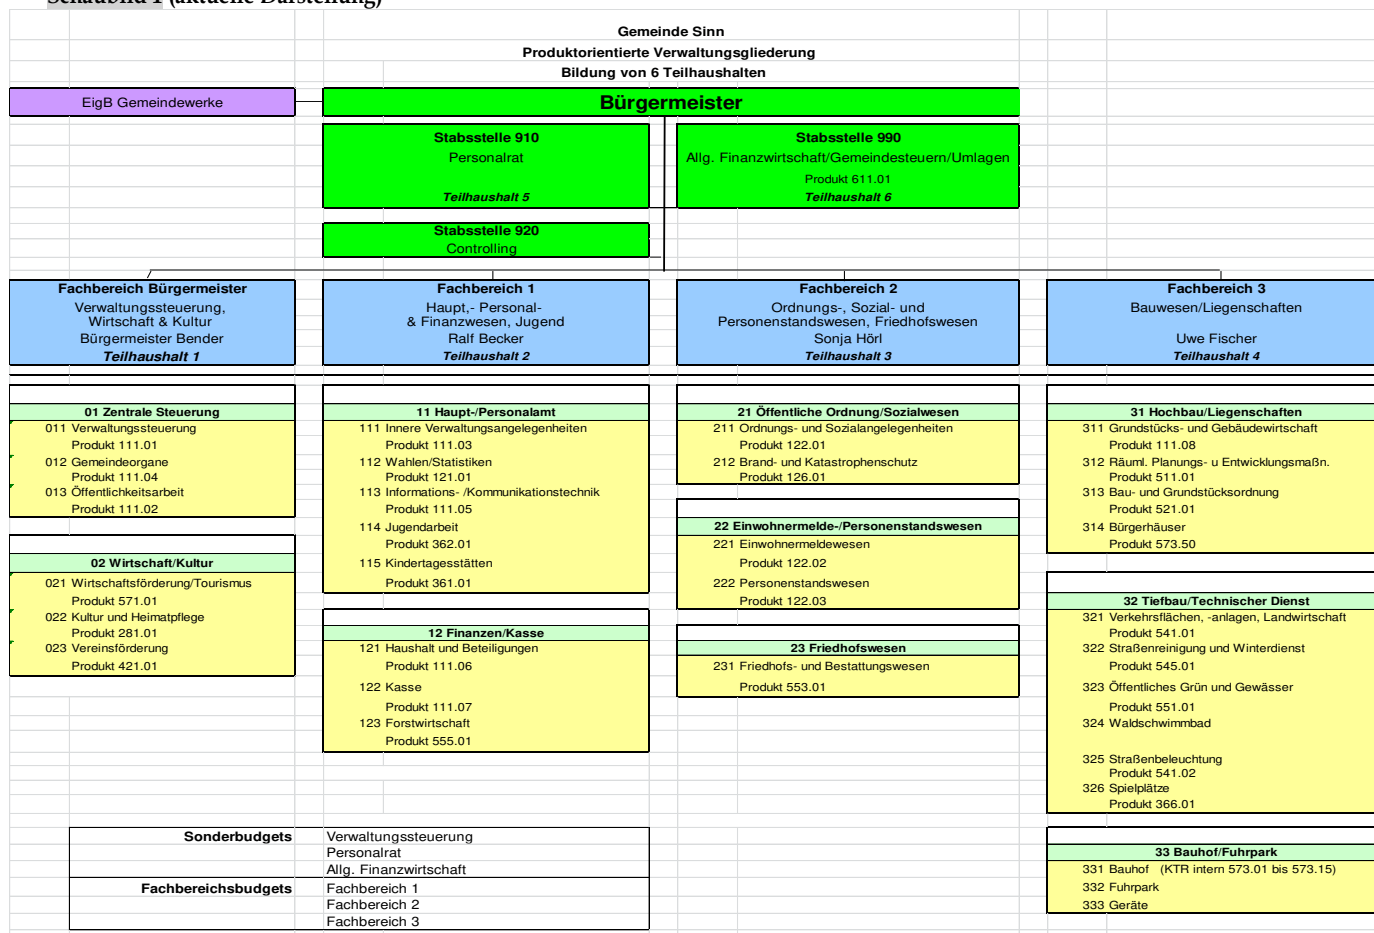 Schaubild 1 (aktuelle Darstellung)
Gemeinde Sinn
Produktorientierte Verwaltungsgliederung
Bildung von 6 Teilhaushalten
EigB Gemeindewerke
Bürgermeister
Stabsstelle 910
Personalrat
Teilhaushalt 5
Stabsstelle 990
Allg. Finanzwirtschaft/Gemeindesteuern/Umlagen
Produkt 611.01
Teilhaushalt 6
Stabsstelle 920
Controlling
Fachbereich Bürgermeister
Verwaltungssteuerung,
Wirtschaft & Kultur
Bürgermeister Bender
Teilhaushalt 1
Fachbereich 1
Haupt,- Personal-
& Finanzwesen, Jugend
Ralf Becker
Teilhaushalt 2
Fachbereich 2
Ordnungs-, Sozial- und
Personenstandswesen, Friedhofswesen
Sonja Hörl
Teilhaushalt 3
Fachbereich 3
Bauwesen/Liegenschaften
Uwe Fischer
Teilhaushalt 4
01 Zentrale Steuerung
011 Verwaltungssteuerung
Produkt 111.01
012 Gemeindeorgane
Produkt 111.04
013 Öffentlichkeitsarbeit
Produkt 111.02
02 Wirtschaft/Kultur
021 Wirtschaftsförderung/Tourismus
Produkt 571.01
022 Kultur und Heimatpflege
Produkt 281.01
023 Vereinsförderung
Produkt 421.01
11 Haupt-/Personalamt
111 Innere Verwaltungsangelegenheiten
Produkt 111.03
112 Wahlen/Statistiken
Produkt 121.01
113 Informations- /Kommunikationstechnik
Produkt 111.05
114 Jugendarbeit
Produkt 362.01
115 Kindertagesstätten
Produkt 361.01
12 Finanzen/Kasse
121 Haushalt und Beteiligungen
Produkt 111.06
122 Kasse
Produkt 111.07
123 Forstwirtschaft
Produkt 555.01
21 Öffentliche Ordnung/Sozialwesen
211 Ordnungs- und Sozialangelegenheiten
Produkt 122.01
212 Brand- und Katastrophenschutz
Produkt 126.01
22 Einwohnermelde-/Personenstandswesen
221 Einwohnermeldewesen
Produkt 122.02
222 Personenstandswesen
Produkt 122.03
23 Friedhofswesen
231 Friedhofs- und Bestattungswesen
Produkt 553.01
31 Hochbau/Liegenschaften
311 Grundstücks- und Gebäudewirtschaft
Produkt 111.08
312 Räuml. Planungs- u Entwicklungsmaßn.
Produkt 511.01
313 Bau- und Grundstücksordnung
Produkt 521.01
314 Bürgerhäuser
Produkt 573.50
32 Tiefbau/Technischer Dienst
321 Verkehrsflächen, -anlagen, Landwirtschaft
Produkt 541.01
322 Straßenreinigung und Winterdienst
Produkt 545.01
323 Öffentliches Grün und Gewässer
Produkt 551.01
324 Waldschwimmbad
325 Straßenbeleuchtung
Produkt 541.02
326 Spielplätze
Produkt 366.01
33 Bauhof/Fuhrpark
331 Bauhof (KTR intern 573.01 bis 573.15)
332 Fuhrpark
333 Geräte
Sonderbudgets Verwaltungssteuerung
Personalrat
Allg. Finanzwirtschaft
Fachbereichsbudgets Fachbereich 1
Fachbereich 2
Fachbereich 3